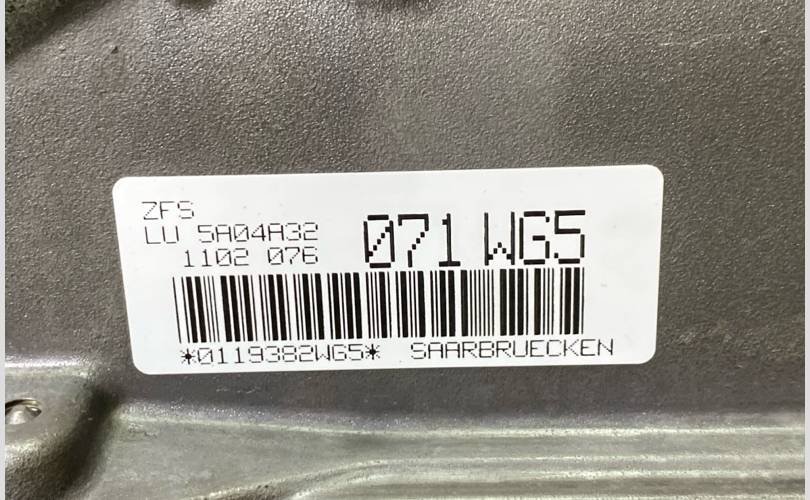 ZFS
LU 5A04A32
1102 076
071 WG5
*0119382WG5* SAARBRUECKEN